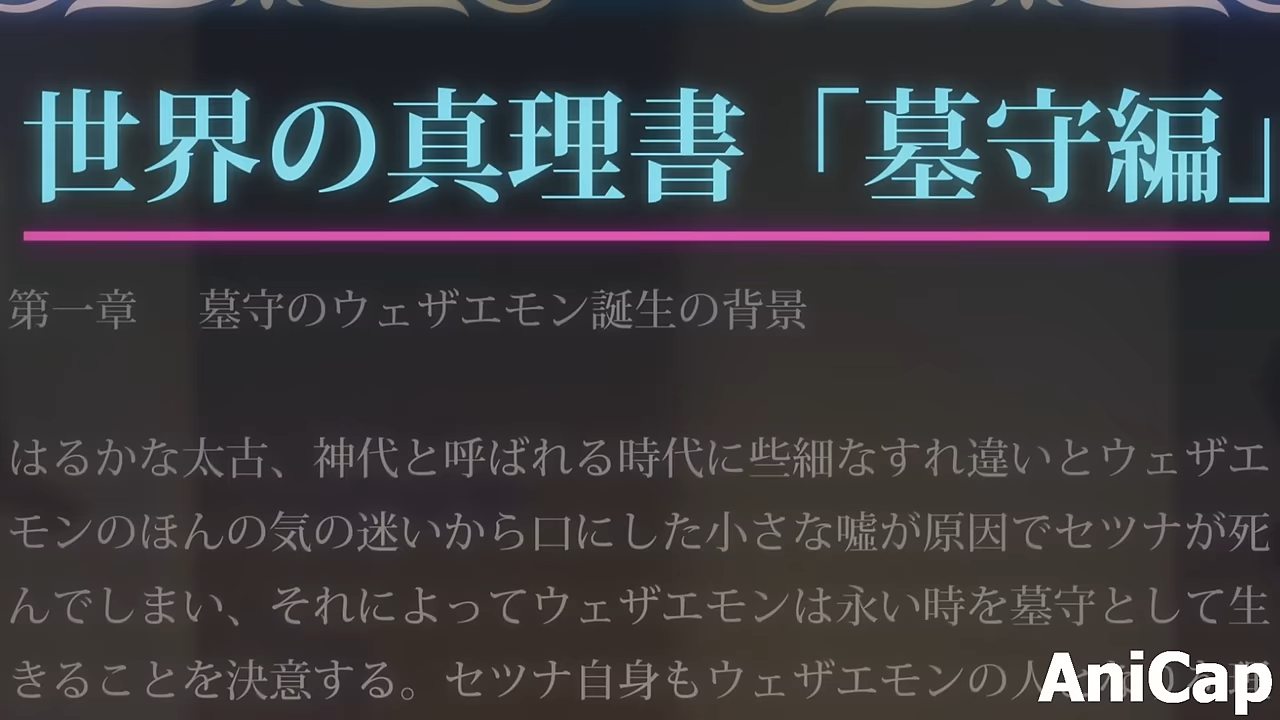 世界の真理書「墓守編」
第一章　墓守のウェザエモン誕生の背景
はるかな太古、神代と呼ばれる時代に些細なすれ違いとウェザエ
モンのほんの気の迷いから口にした小さな嘘が原因でセツナが死
んでしまい、それによってウェザエモンは永い時を墓守として生
きることを決意する。セツナ自身もウェザエモンの人
AniCap